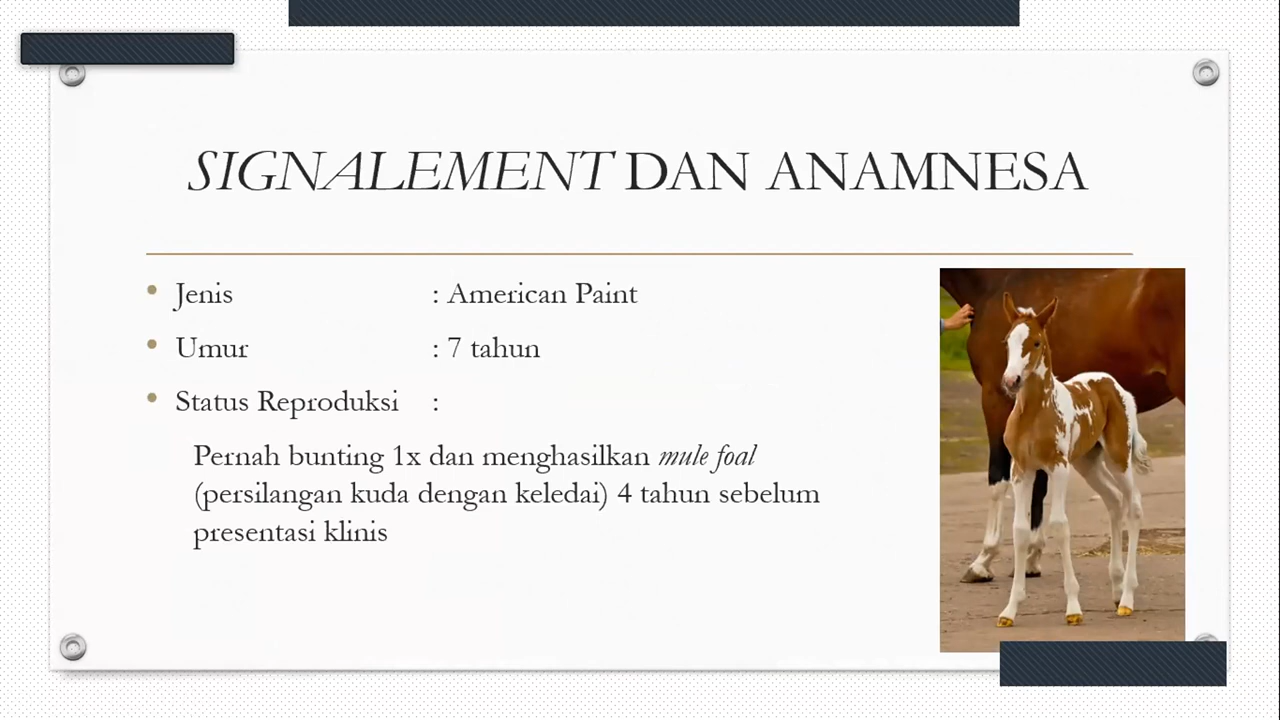 SIGNALEMENT DAN ANAMNESA
• Jenis : American Paint
• Umur : 7 tahun
• Status Reproduksi :
Pernah bunting 1x dan menghasilkan mule foal
(persilangan kuda dengan keledai) 4 tahun sebelum
presentasi klinis